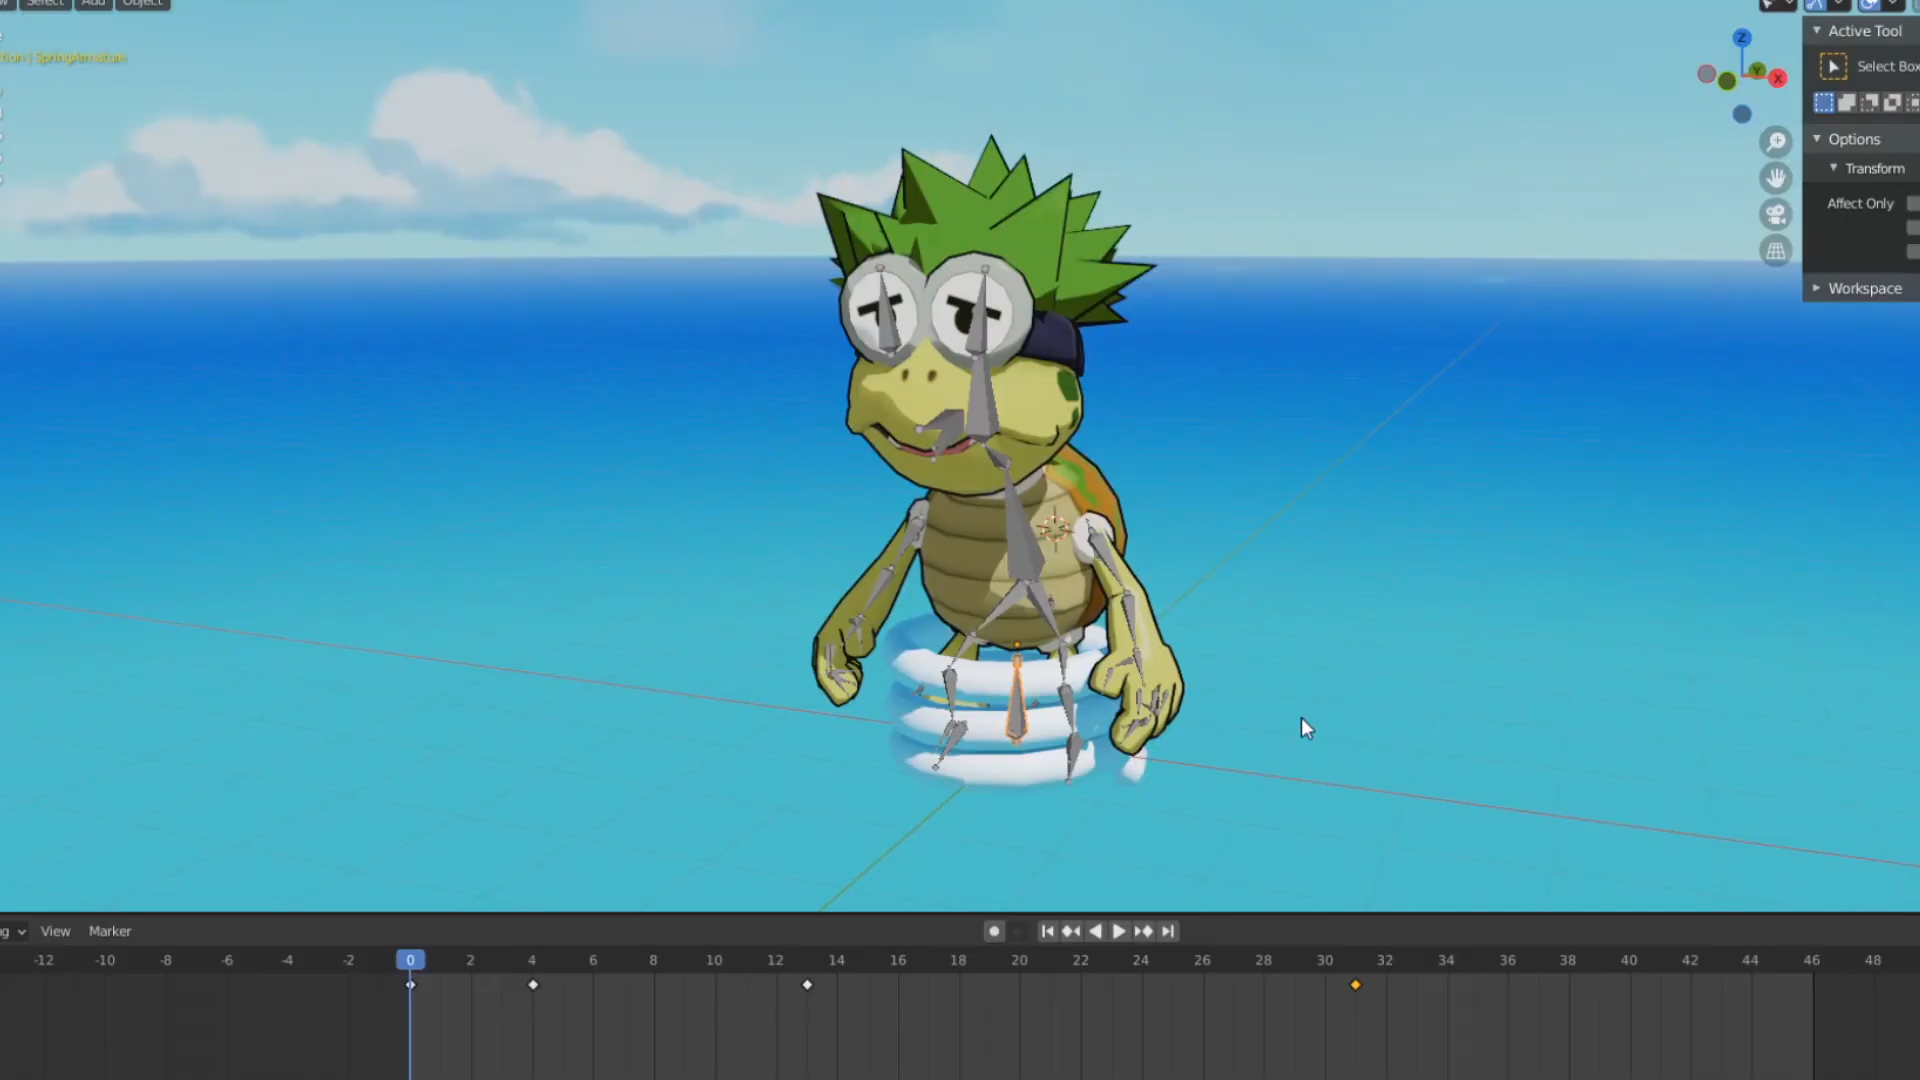 Select Add Object
tion | SpringArmature
Z
Y
X
Active Tool
Select Box
Options
Transform
Affect Only
Workspace
View Marker
-12 -10 -8 -6 -4 -2 0 2 4 6 8 10 12 14 16 18 20 22 24 26 28 30 32 34 36 38 40 42 44 46 48